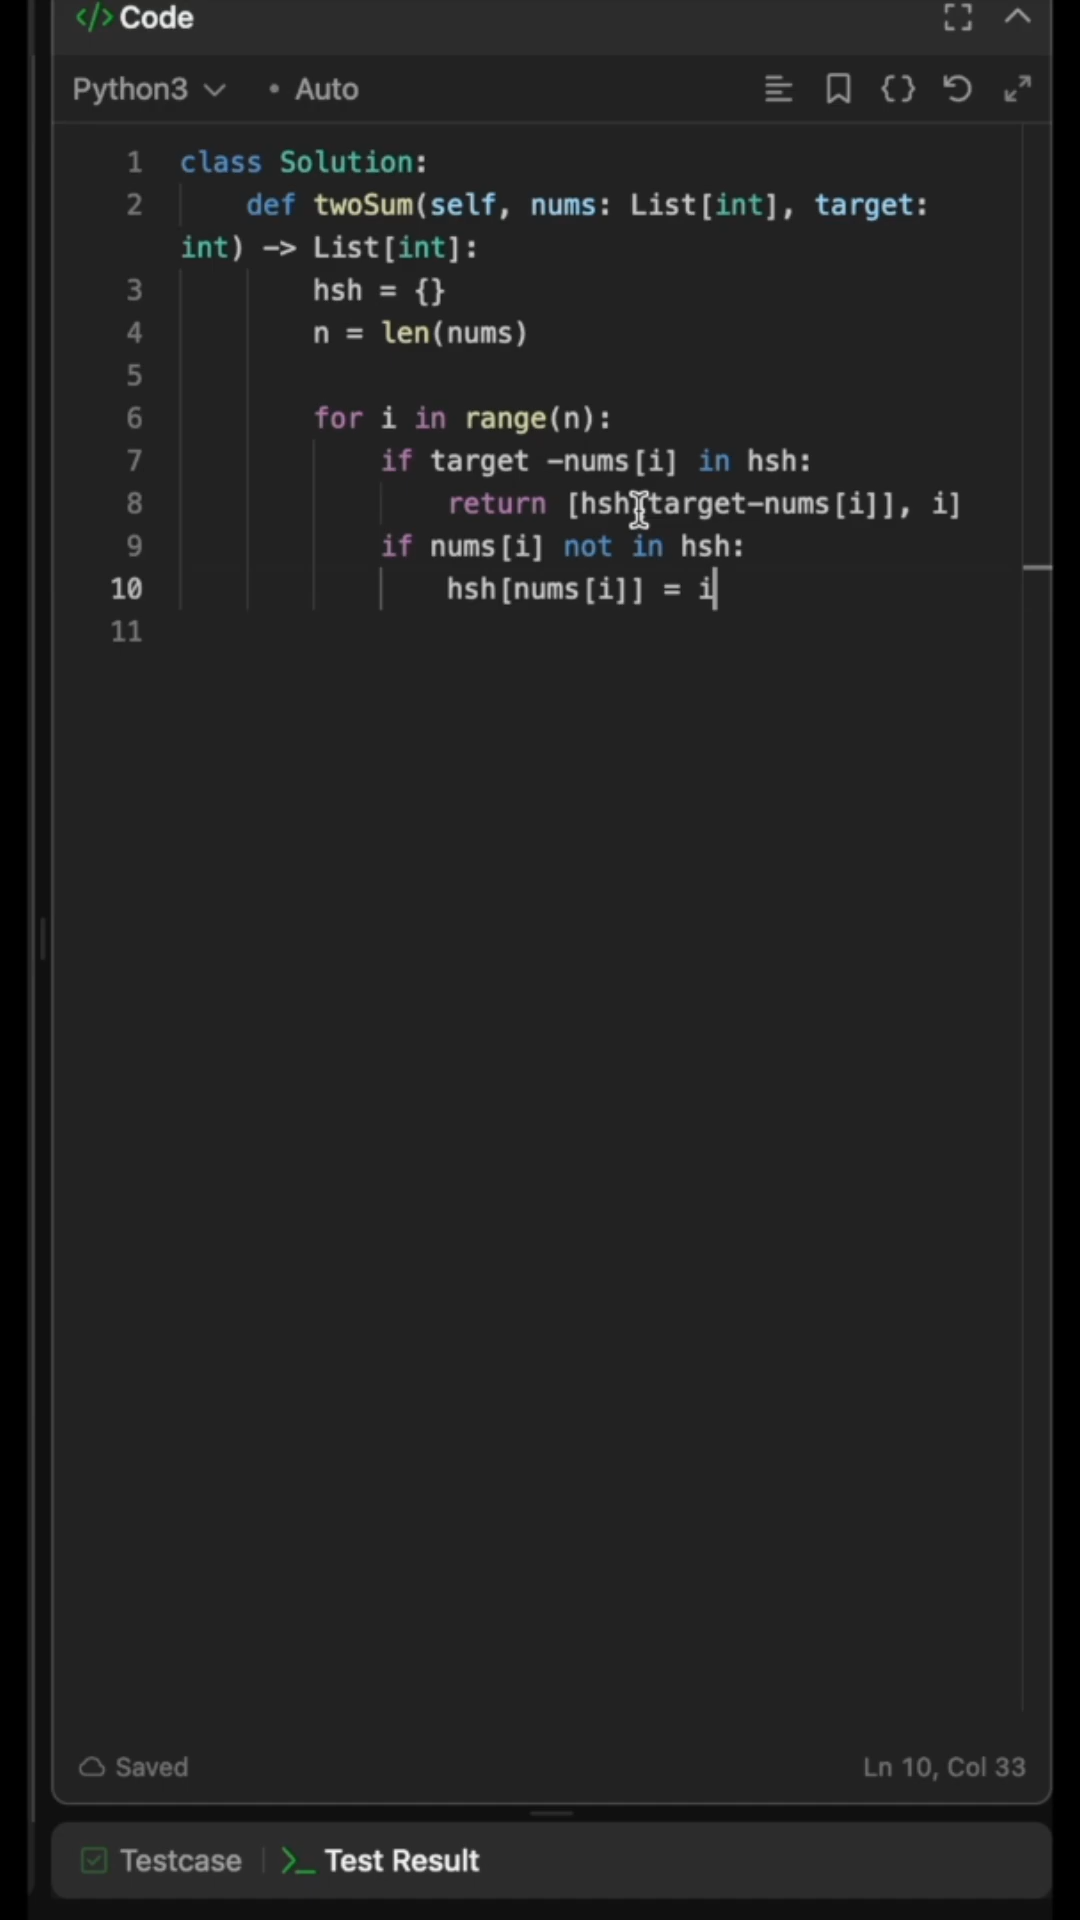 </> Code
Python3 • Auto
1 class Solution:
2 def twoSum(self, nums: List[int], target:
int) -> List[int]:
3 hsh = {}
4 n = len(nums)
5
6 for i in range(n):
7 if target -nums[i] in hsh:
8 return [hsh[target-nums[i]], i]
9 if nums[i] not in hsh:
10 hsh[nums[i]] = i
11
Saved Ln 10, Col 33
Testcase >_ Test Result